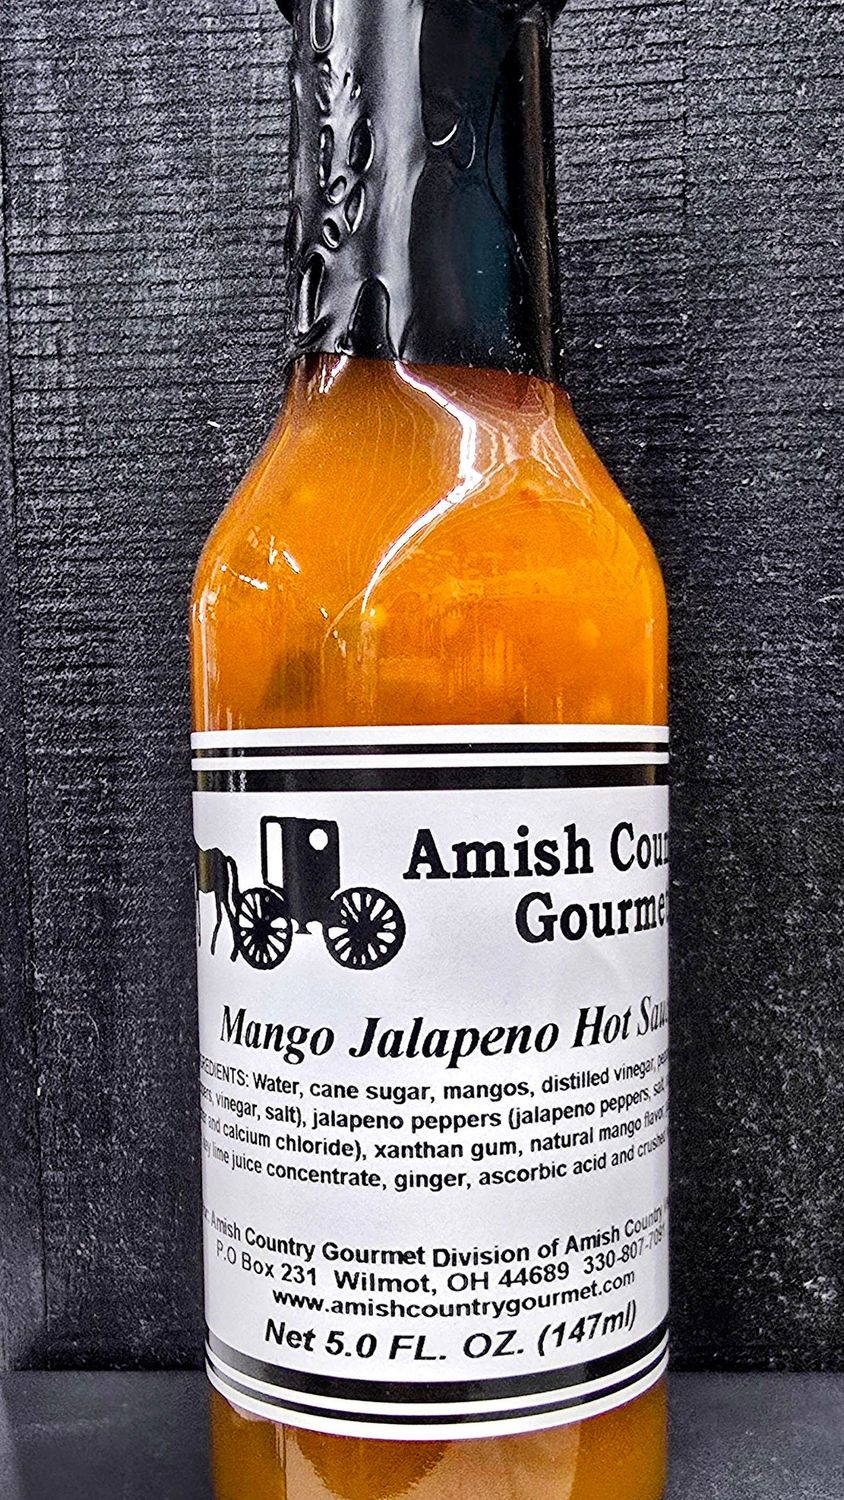 Amish Coun
Gourme
Mango Jalapeno Hot Sau
REDIENTS: Water, cane sugar, mangos, distilled vinegar,
ers, vinegar, salt), jalapeno peppers (jalapeno peppers, salt,
and calcium chloride), xanthan gum, natural mango flavor,
key lime juice concentrate, ginger, ascorbic acid and crushed
Amish Country Gourmet Division of Amish Country
P.O Box 231 Wilmot, OH 44689 330-807-7081
www.amishcountrygourmet.com
Net 5.0 FL. OZ. (147ml)